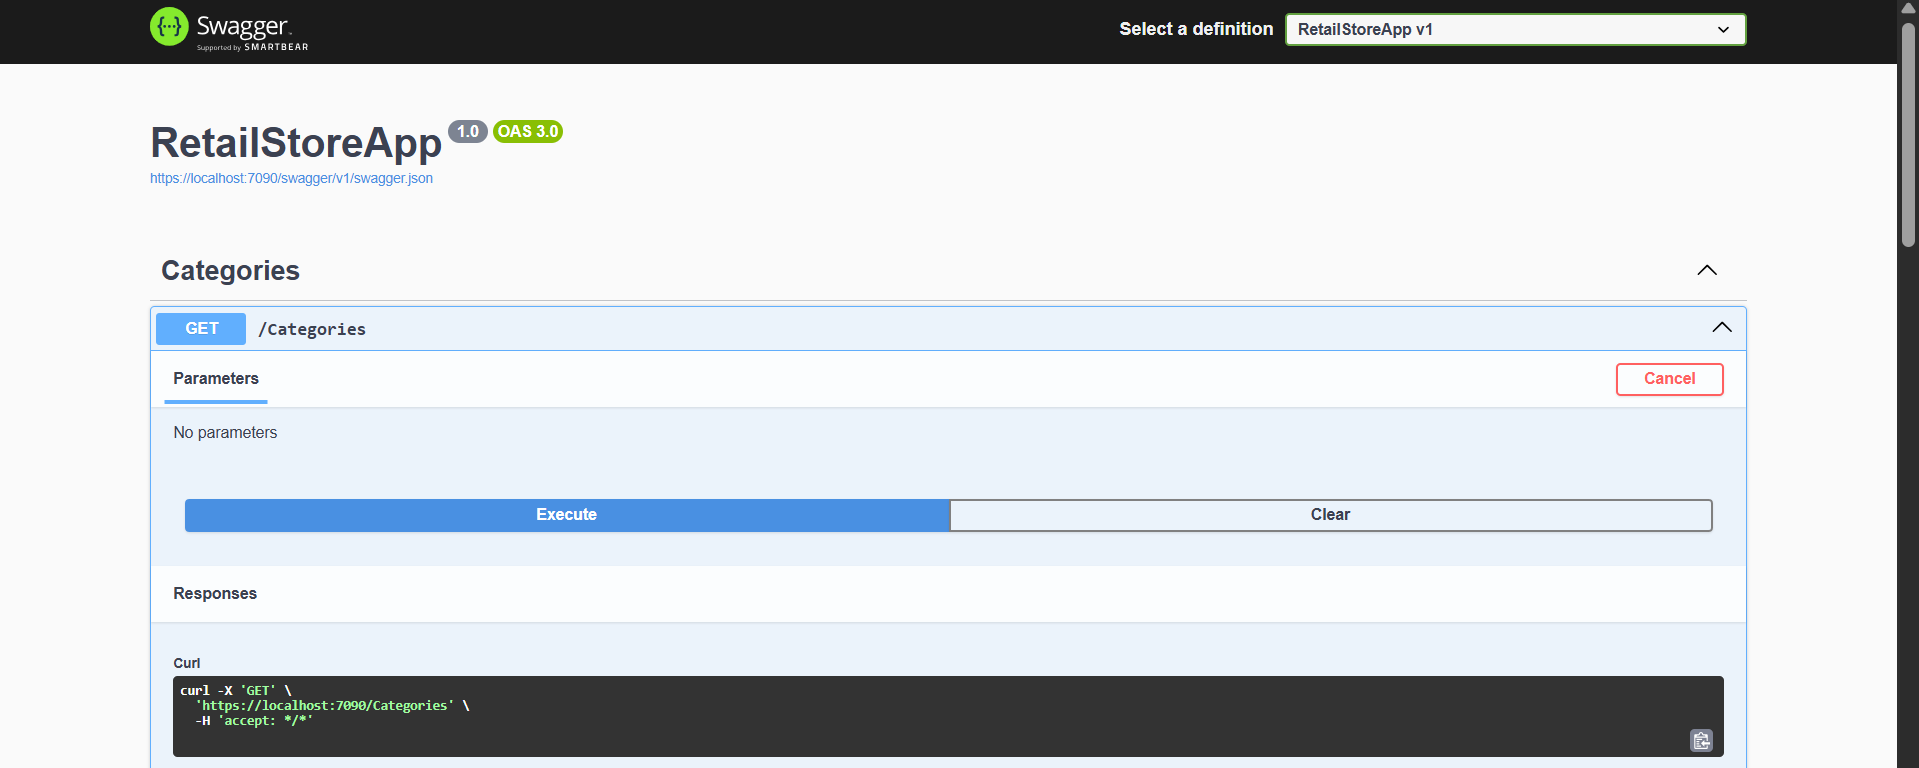 Swagger
Supported by SMARTBEAR
Select a definition
RetailStoreApp v1
RetailStoreApp 1.0 OAS 3.0
https://localhost:7090/swagger/v1/swagger.json
Categories
GET /Categories
Parameters
Cancel
No parameters
Execute
Clear
Responses
Curl
curl -X 'GET' \
  'https://localhost:7090/Categories' \
  -H 'accept: */*'